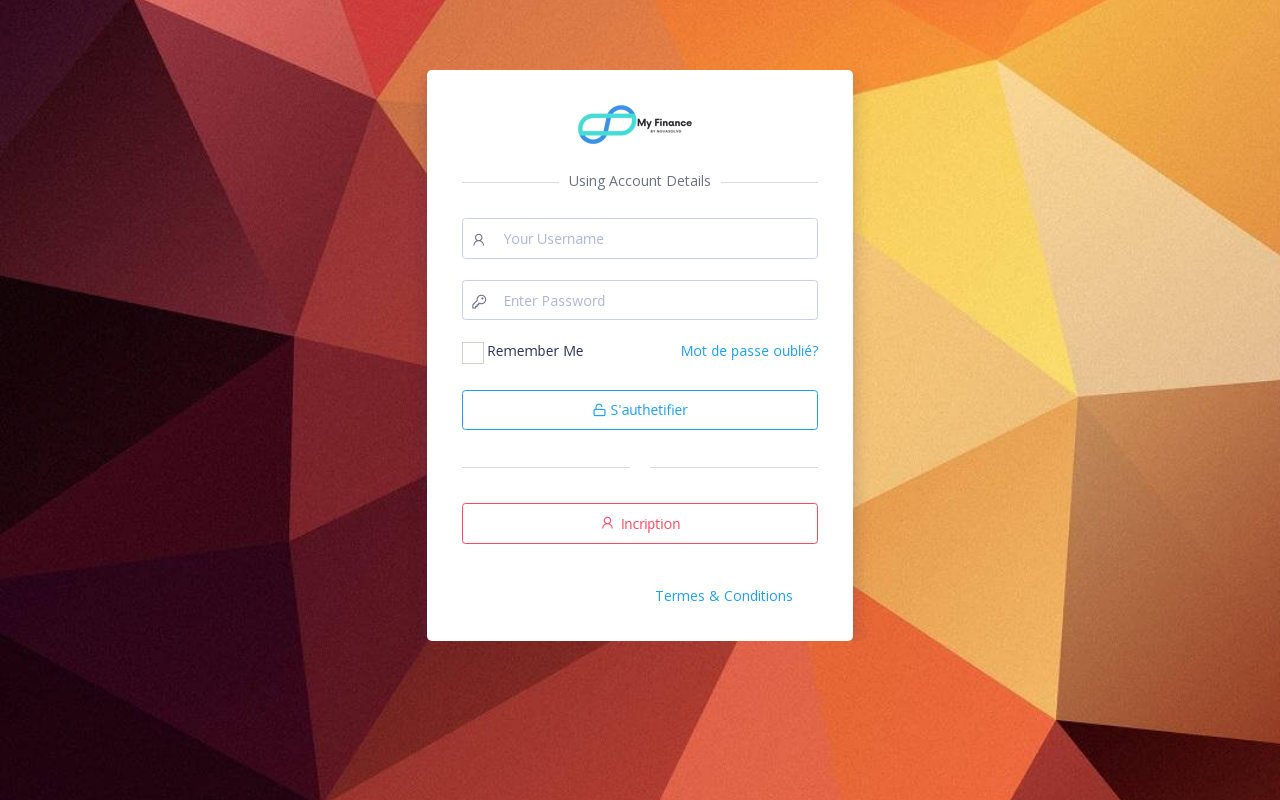 My Finance
BY NOVASOLVO
Using Account Details
Your Username
Enter Password
Remember Me
Mot de passe oublié?
S'authetifier
Incription
Termes & Conditions